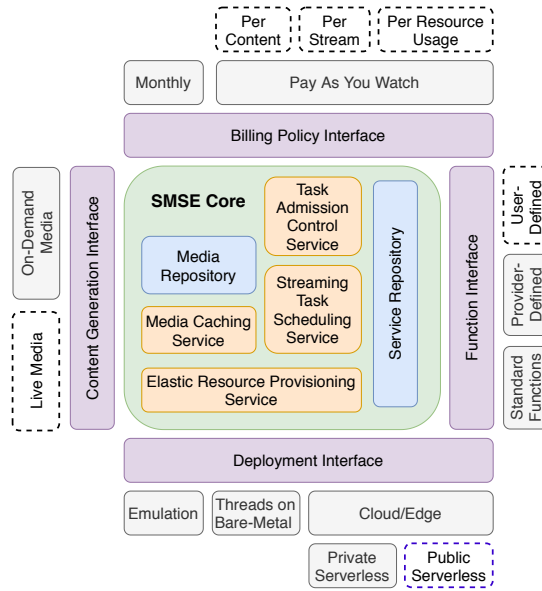 Per
Content
Per
Stream
Per Resource
Usage
Monthly
Pay As You Watch
Billing Policy Interface
On-Demand
Media
Live Media
Content Generation Interface
SMSE Core
Task
Admission
Control
Service
Media
Repository
Streaming
Task
Scheduling
Service
Media Caching
Service
Elastic Resource Provisioning
Service
Service Repository
Function Interface
User-
Defined
Provider-
Defined
Standard
Functions
Deployment Interface
Emulation
Threads on
Bare-Metal
Cloud/Edge
Private
Serverless
Public
Serverless